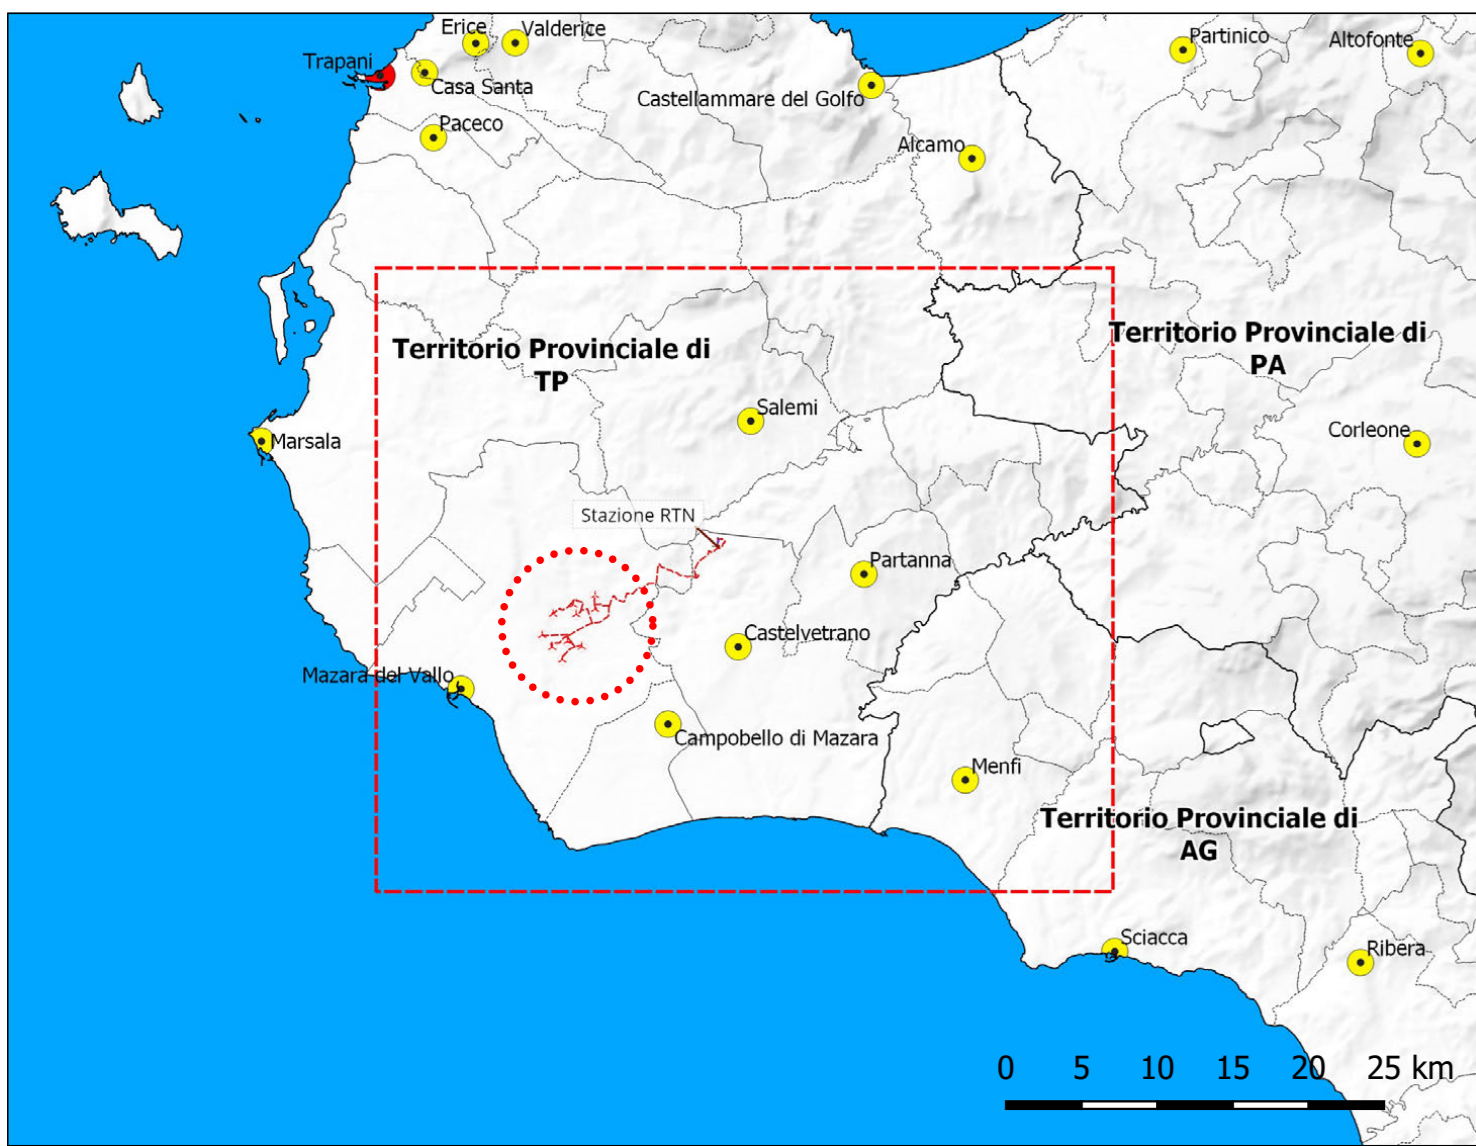 Erice
Valderice
Partinico
Altofonte
Trapani
Casa Santa
Castellammare del Golfo
Paceco
Alcamo
Territorio Provinciale di
TP
Territorio Provinciale di
PA
Salemi
Marsala
Corleone
Stazione RTN
Partanna
Castelvetrano
Mazara del Vallo
Campobello di Mazara
Menfi
Territorio Provinciale di
AG
Sciacca
Ribera
0 5 10 15 20 25 km